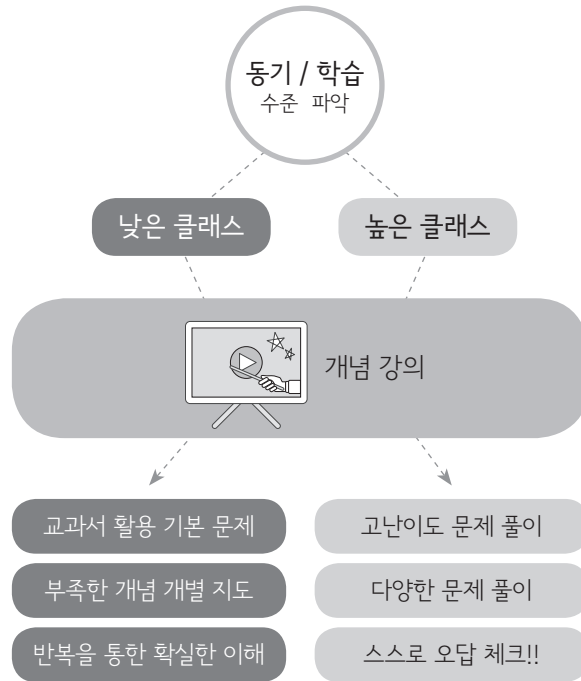 동기 / 학습
수준 파악
낮은 클래스
높은 클래스
개념 강의
교과서 활용 기본 문제
고난이도 문제 풀이
부족한 개념 개별 지도
다양한 문제 풀이
반복을 통한 확실한 이해
스스로 오답 체크!!